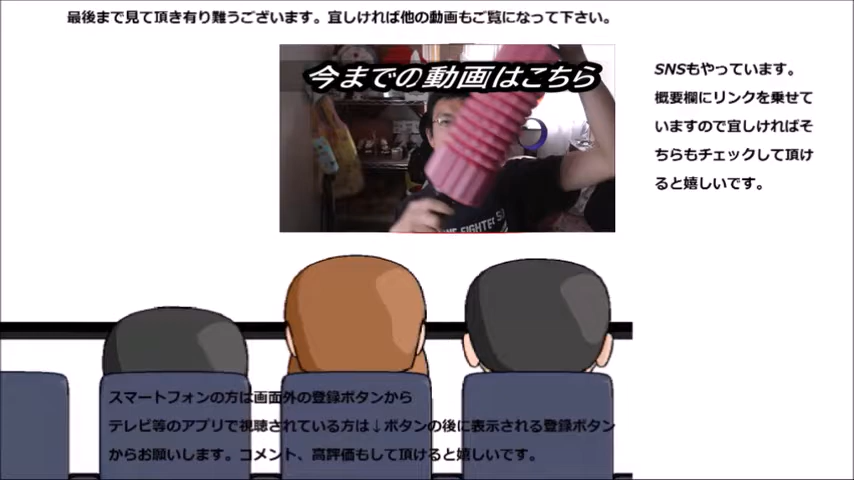 最後まで見て頂き有り難うございます。宜しければ他の動画もご覧になって下さい。
今までの動画はこちら
SNSもやっています。
概要欄にリンクを乗せて
いますので宜しければそ
ちらもチェックして頂け
ると嬉しいです。
スマートフォンの方は画面外の登録ボタンから
テレビ等のアプリで視聴されている方は↓ボタンの後に表示される登録ボタン
からお願いします。コメント、高評価もして頂けると嬉しいです。